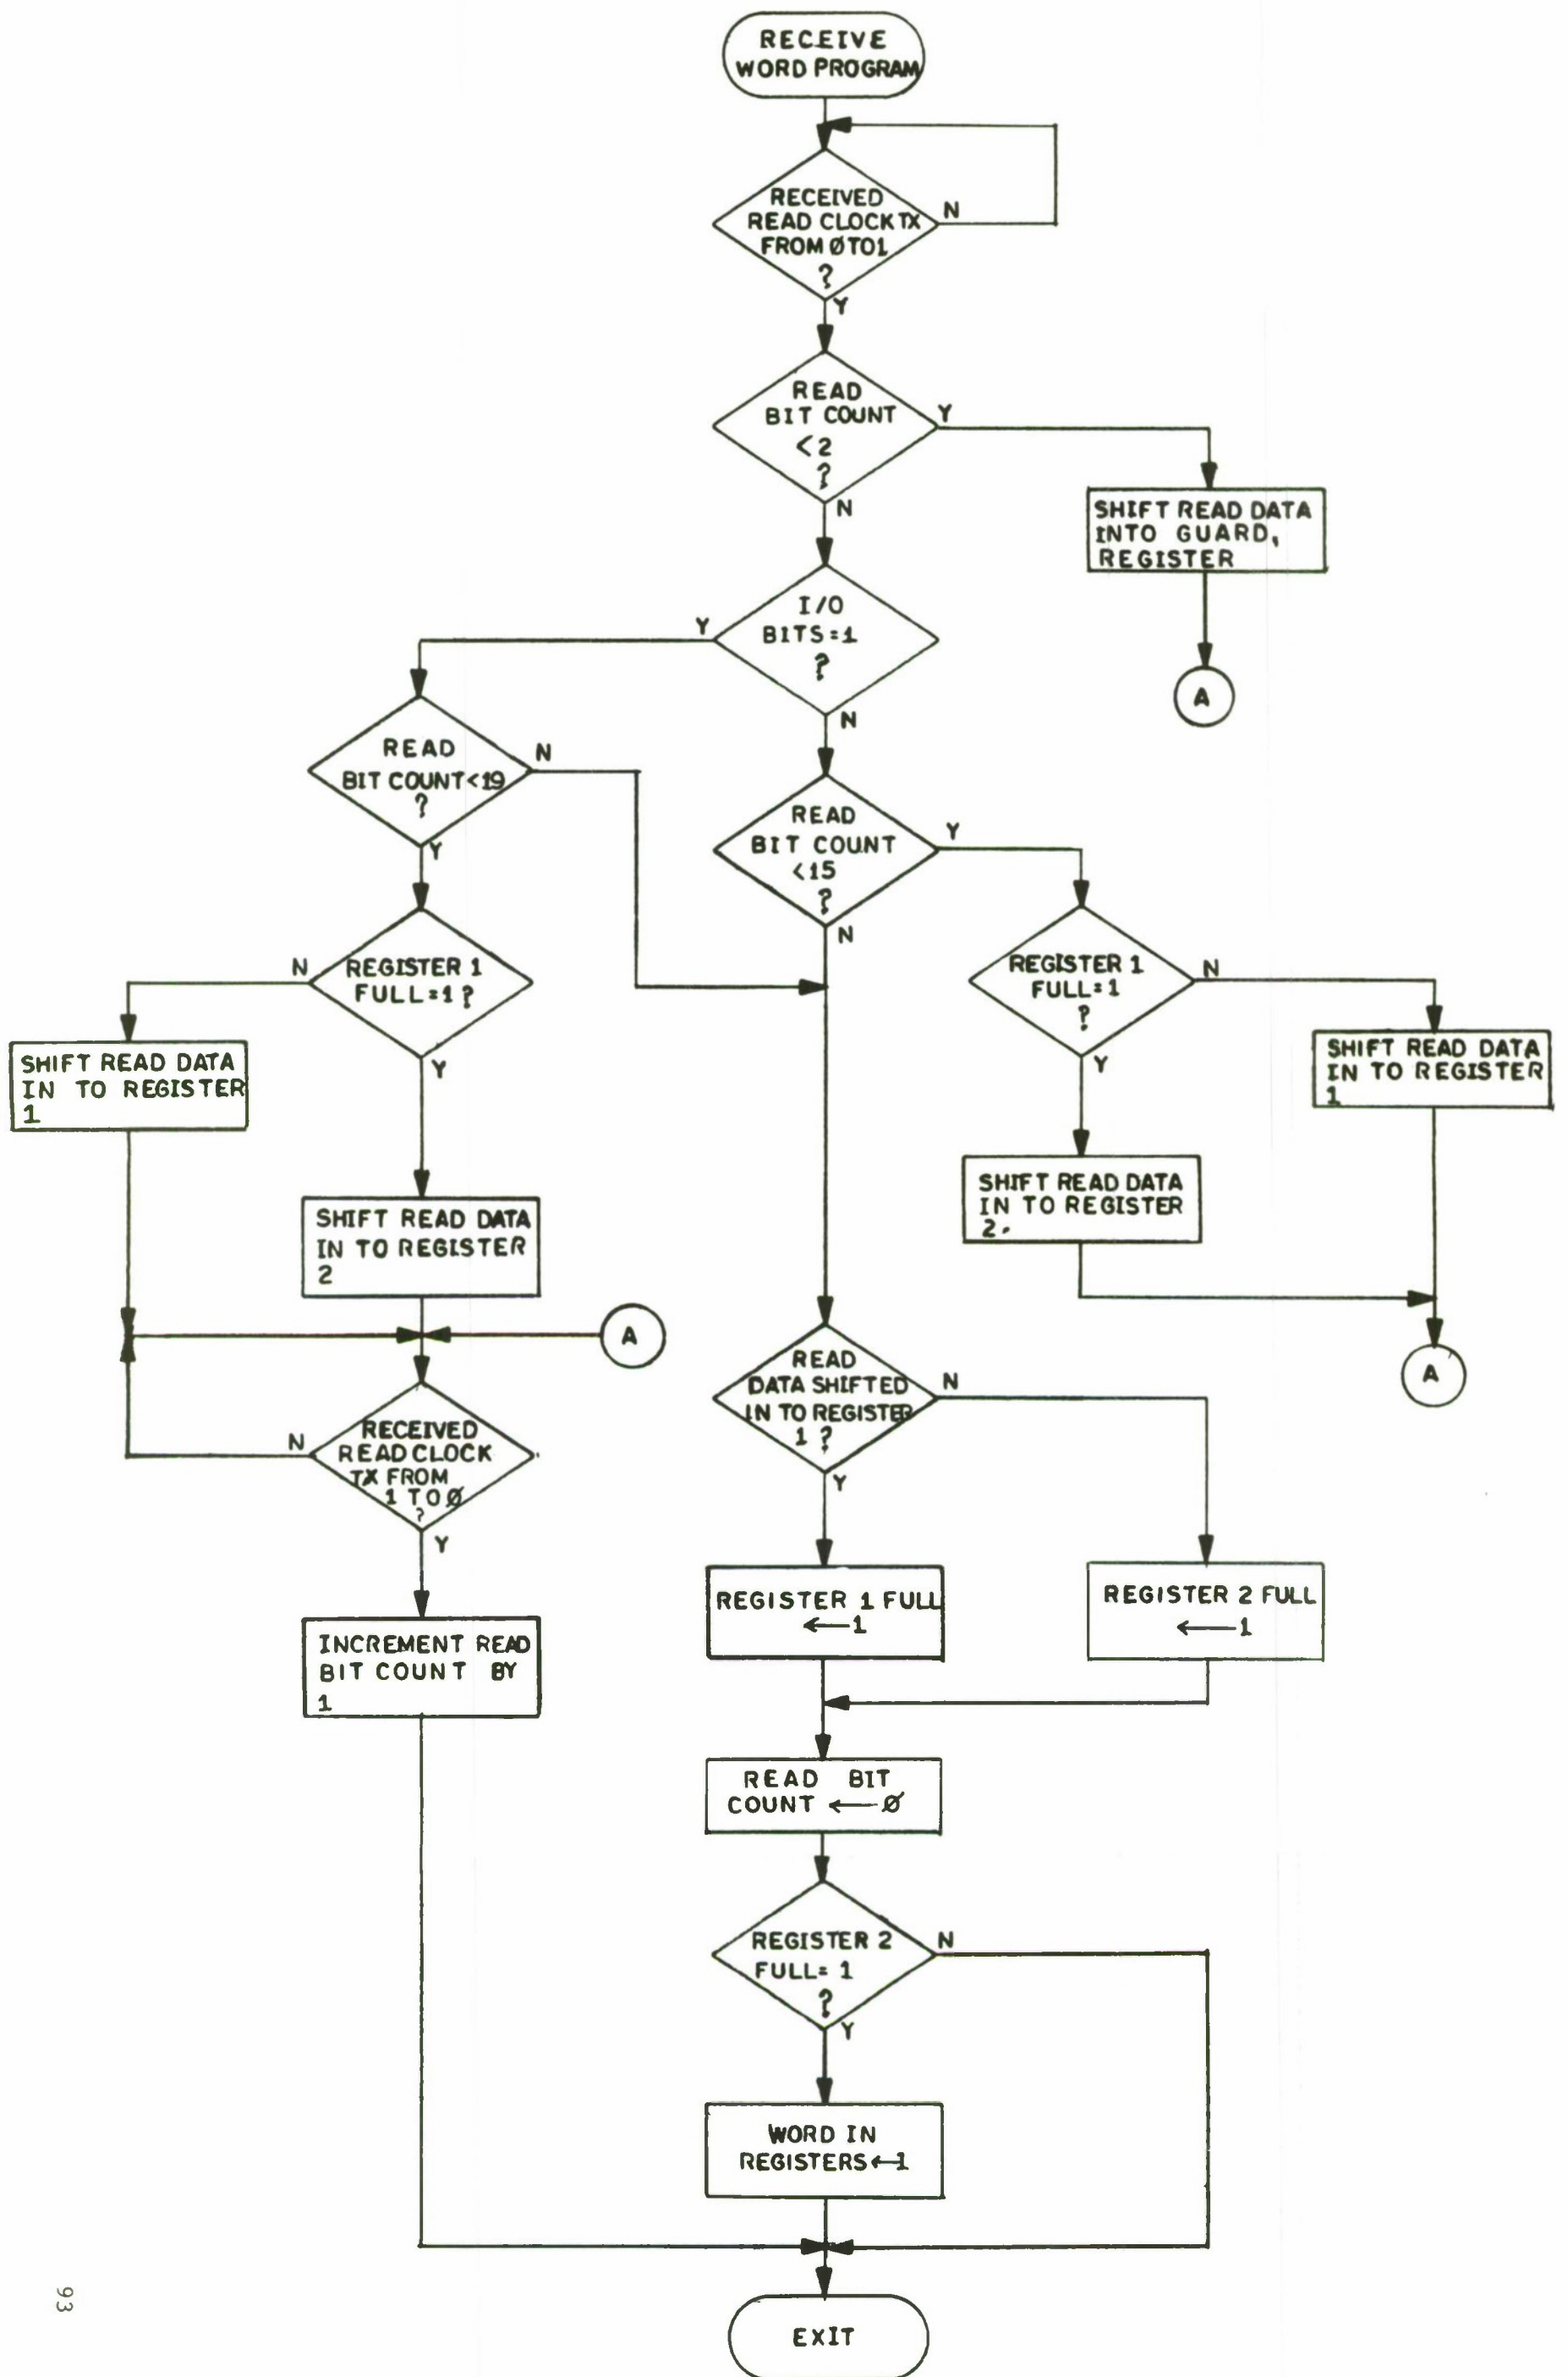 RECEIVE
WORD PROGRAM
RECEIVED
READ CLOCK TX
FROM Ø TO 1
?
N
Y
READ
BIT COUNT
<2
?
Y
N
SHIFT READ DATA
INTO GUARD,
REGISTER
A
I/O
BITS=1
?
Y
N
READ
BIT COUNT<19
?
N
Y
READ
BIT COUNT
<15
?
Y
N
REGISTER 1
FULL=1?
N
Y
REGISTER 1
FULL=1
?
N
Y
SHIFT READ DATA
IN TO REGISTER
1
SHIFT READ DATA
IN TO REGISTER
1
SHIFT READ DATA
IN TO REGISTER
2
SHIFT READ DATA
IN TO REGISTER
2.
A
A
RECEIVED
READ CLOCK
TX FROM
1 TO Ø
?
N
Y
READ
DATA SHIFTED
IN TO REGISTER
1 ?
N
Y
INCREMENT READ
BIT COUNT BY
1
REGISTER 1 FULL
←1
REGISTER 2 FULL
←1
READ BIT
COUNT ← Ø
REGISTER 2
FULL= 1
?
N
Y
WORD IN
REGISTERS←1
EXIT
93